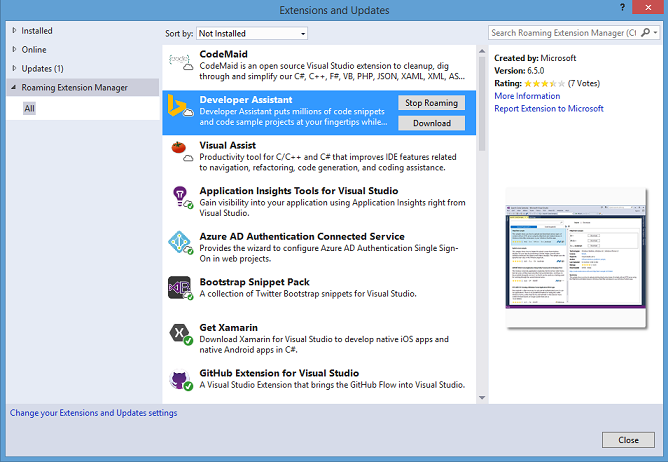 Extensions and Updates
?
Installed
Online
Updates (1)
Roaming Extension Manager
All
Sort by: Not Installed
CodeMaid
CodeMaid is an open source Visual Studio extension to cleanup, dig
through and simplify our C#, C++, F#, VB, PHP, JSON, XAML, XML, AS...
Developer Assistant
Developer Assistant puts millions of code snippets
and code sample projects at your fingertips while...
Stop Roaming
Download
Visual Assist
Productivity tool for C/C++ and C# that improves IDE features related
to navigation, refactoring, code generation, and coding assistance.
Application Insights Tools for Visual Studio
Gain visibility into your application using Application Insights right from
Visual Studio.
Azure AD Authentication Connected Service
Provides the wizard to configure Azure AD Authentication Single Sign-
On in web projects.
Bootstrap Snippet Pack
A collection of Twitter Bootstrap snippets for Visual Studio.
Get Xamarin
Download Xamarin for Visual Studio to develop native iOS apps and
native Android apps in C#.
GitHub Extension for Visual Studio
A Visual Studio Extension that brings the GitHub Flow into Visual Studio.
Search Roaming Extension Manager (Ct
Created by: Microsoft
Version: 6.5.0
Rating: (7 Votes)
More Information
Report Extension to Microsoft
Change your Extensions and Updates settings
Close